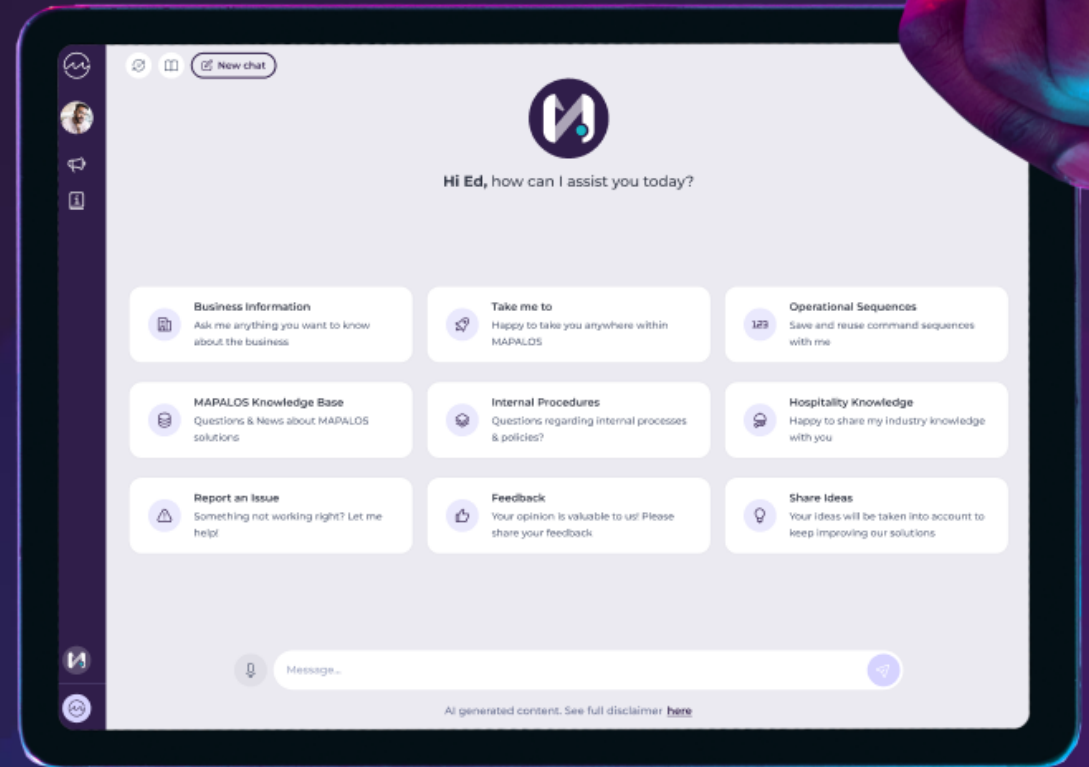 New chat
Hi Ed, how can I assist you today?
Business Information
Ask me anything you want to know
about the business
Take me to
Happy to take you anywhere within
MAPALOS
Operational Sequences
123
Save and reuse command sequences
with me
MAPALOS Knowledge Base
Questions & News about MAPALOS
solutions
Internal Procedures
Questions regarding internal processes
& policies?
Hospitality Knowledge
Happy to share my industry knowledge
with you
Report an Issue
Something not working right? Let me
help!
Feedback
Your opinion is valuable to us! Please
share your feedback
Share Ideas
Your ideas will be taken into account to
keep improving our solutions
Message...
AI generated content. See full disclaimer here